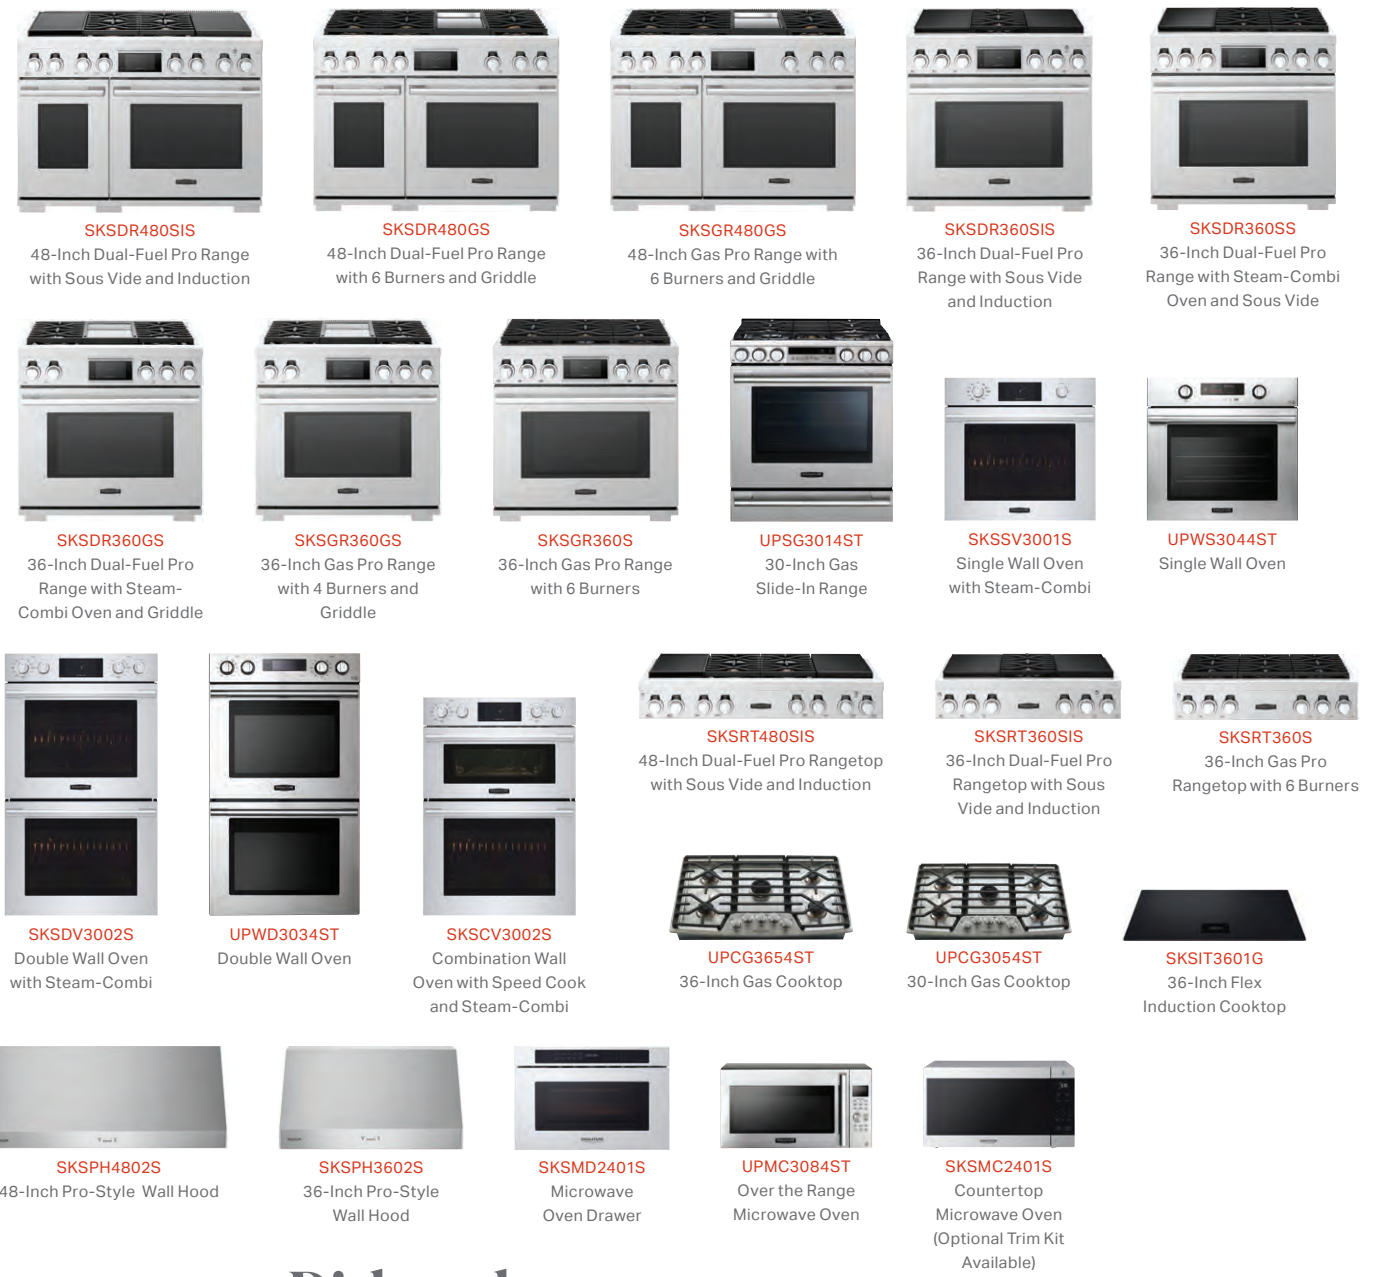 SKSDR480SIS
48-Inch Dual-Fuel Pro Range
with Sous Vide and Induction
SKSDR480GS
48-Inch Dual-Fuel Pro Range
with 6 Burners and Griddle
SKSGR480GS
48-Inch Gas Pro Range with
6 Burners and Griddle
SKSDR360SIS
36-Inch Dual-Fuel Pro
Range with Sous Vide
and Induction
SKSDR360SS
36-Inch Dual-Fuel Pro
Range with Steam-Combi
Oven and Sous Vide
SKSDR360GS
36-Inch Dual-Fuel Pro
Range with Steam-
Combi Oven and Griddle
SKSGR360GS
36-Inch Gas Pro Range
with 4 Burners and
Griddle
SKSGR360S
36-Inch Gas Pro Range
with 6 Burners
UPSG3014ST
30-Inch Gas
Slide-In Range
SKSSV3001S
Single Wall Oven
with Steam-Combi
UPWS3044ST
Single Wall Oven
SKSDV3002S
Double Wall Oven
with Steam-Combi
UPWD3034ST
Double Wall Oven
SKSCV3002S
Combination Wall
Oven with Speed Cook
and Steam-Combi
SKSRT480SIS
48-Inch Dual-Fuel Pro Rangetop
with Sous Vide and Induction
SKSRT360SIS
36-Inch Dual-Fuel Pro
Rangetop with Sous
Vide and Induction
SKSRT360S
36-Inch Gas Pro
Rangetop with 6 Burners
UPCG3654ST
36-Inch Gas Cooktop
UPCG3054ST
30-Inch Gas Cooktop
SKSIT3601G
36-Inch Flex
Induction Cooktop
SKSPH4802S
48-Inch Pro-Style Wall Hood
SKSPH3602S
36-Inch Pro-Style
Wall Hood
SKSMD2401S
Microwave
Oven Drawer
UPMC3084ST
Over the Range
Microwave Oven
SKSMC2401S
Countertop
Microwave Oven
(Optional Trim Kit
Available)